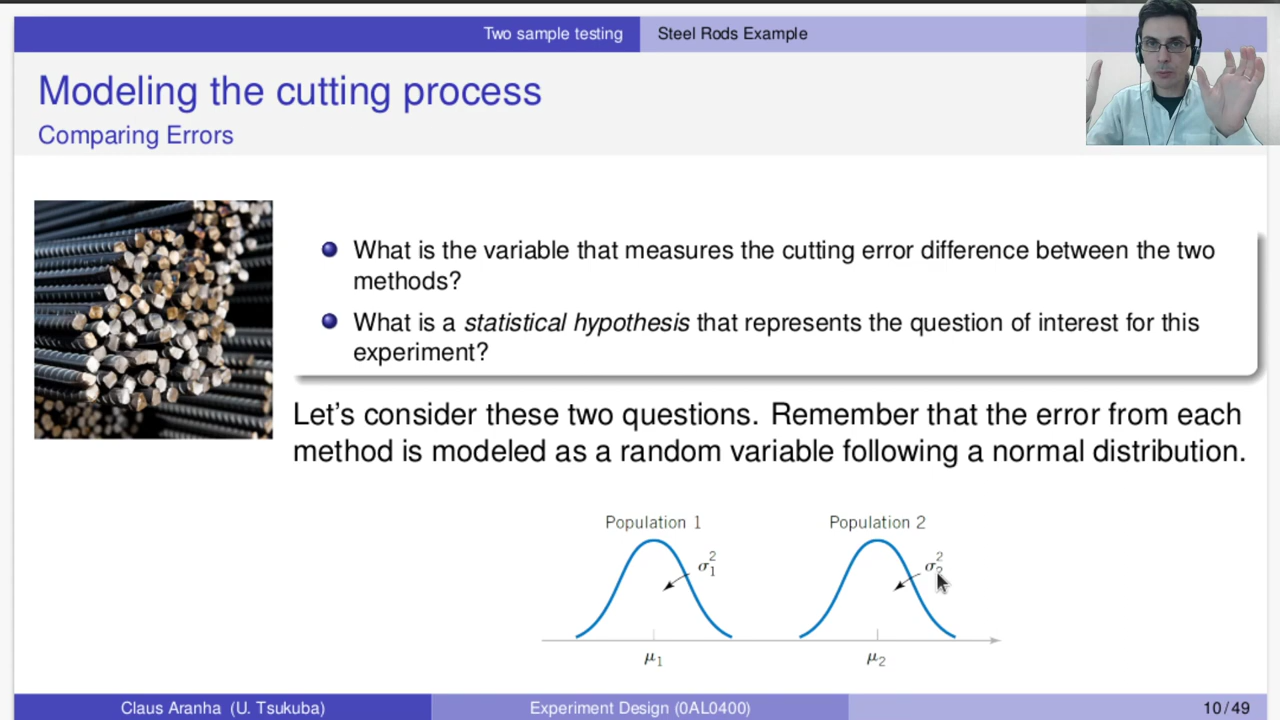 Two sample testing Steel Rods Example
Modeling the cutting process
Comparing Errors
What is the variable that measures the cutting error difference between the two
methods?
What is a statistical hypothesis that represents the question of interest for this
experiment?
Let's consider these two questions. Remember that the error from each
method is modeled as a random variable following a normal distribution.
Population 1 Population 2
σ₁² σ₂²
μ₁ μ₂
Claus Aranha (U. Tsukuba) Experiment Design (0AL0400) 10/49